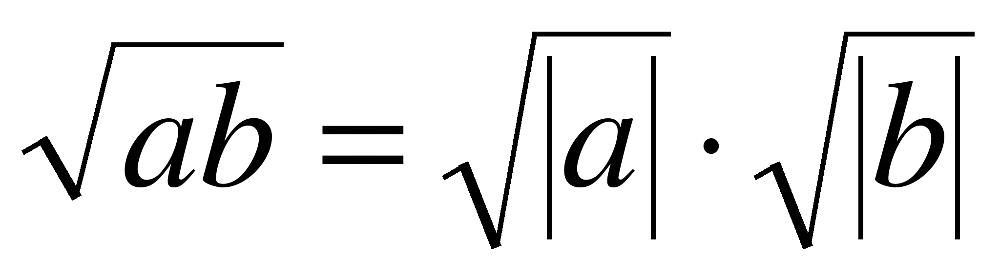 √ab = √|a| · √|b|